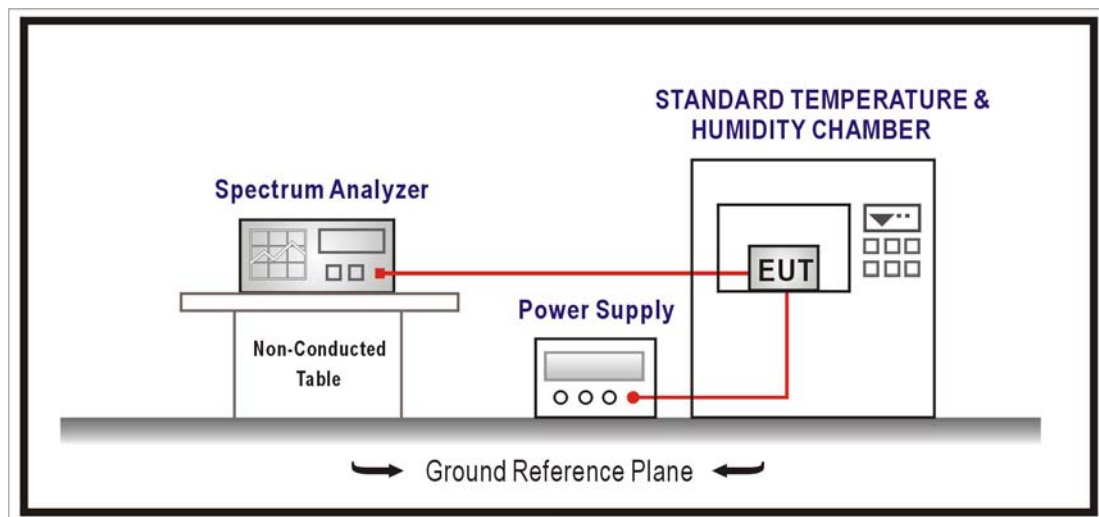 STANDARD TEMPERATURE &
HUMIDITY CHAMBER
Spectrum Analyzer
EUT
Power Supply
Non-Conducted
Table
Ground Reference Plane